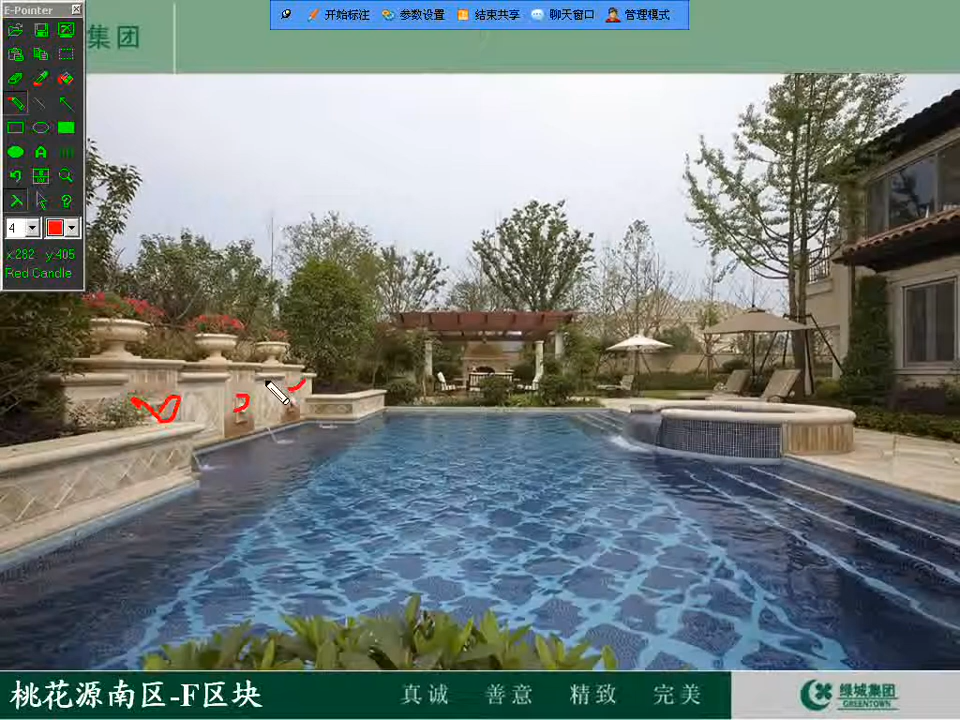 E-Pointer
开始标注 参数设置 结束共享 聊天窗口 管理模式
集团
4
x:282 y:405
Red Candle
桃花源南区-F区块
真诚 善意 精致 完美
绿城集团
GREENTOWN